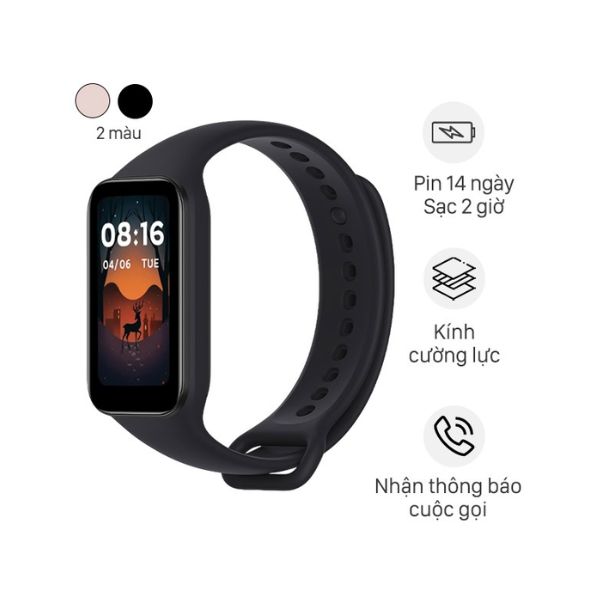 2 màu
08:16
04/06 TUE
Pin 14 ngày
Sạc 2 giờ
Kính
cường lực
Nhận thông báo
cuộc gọi